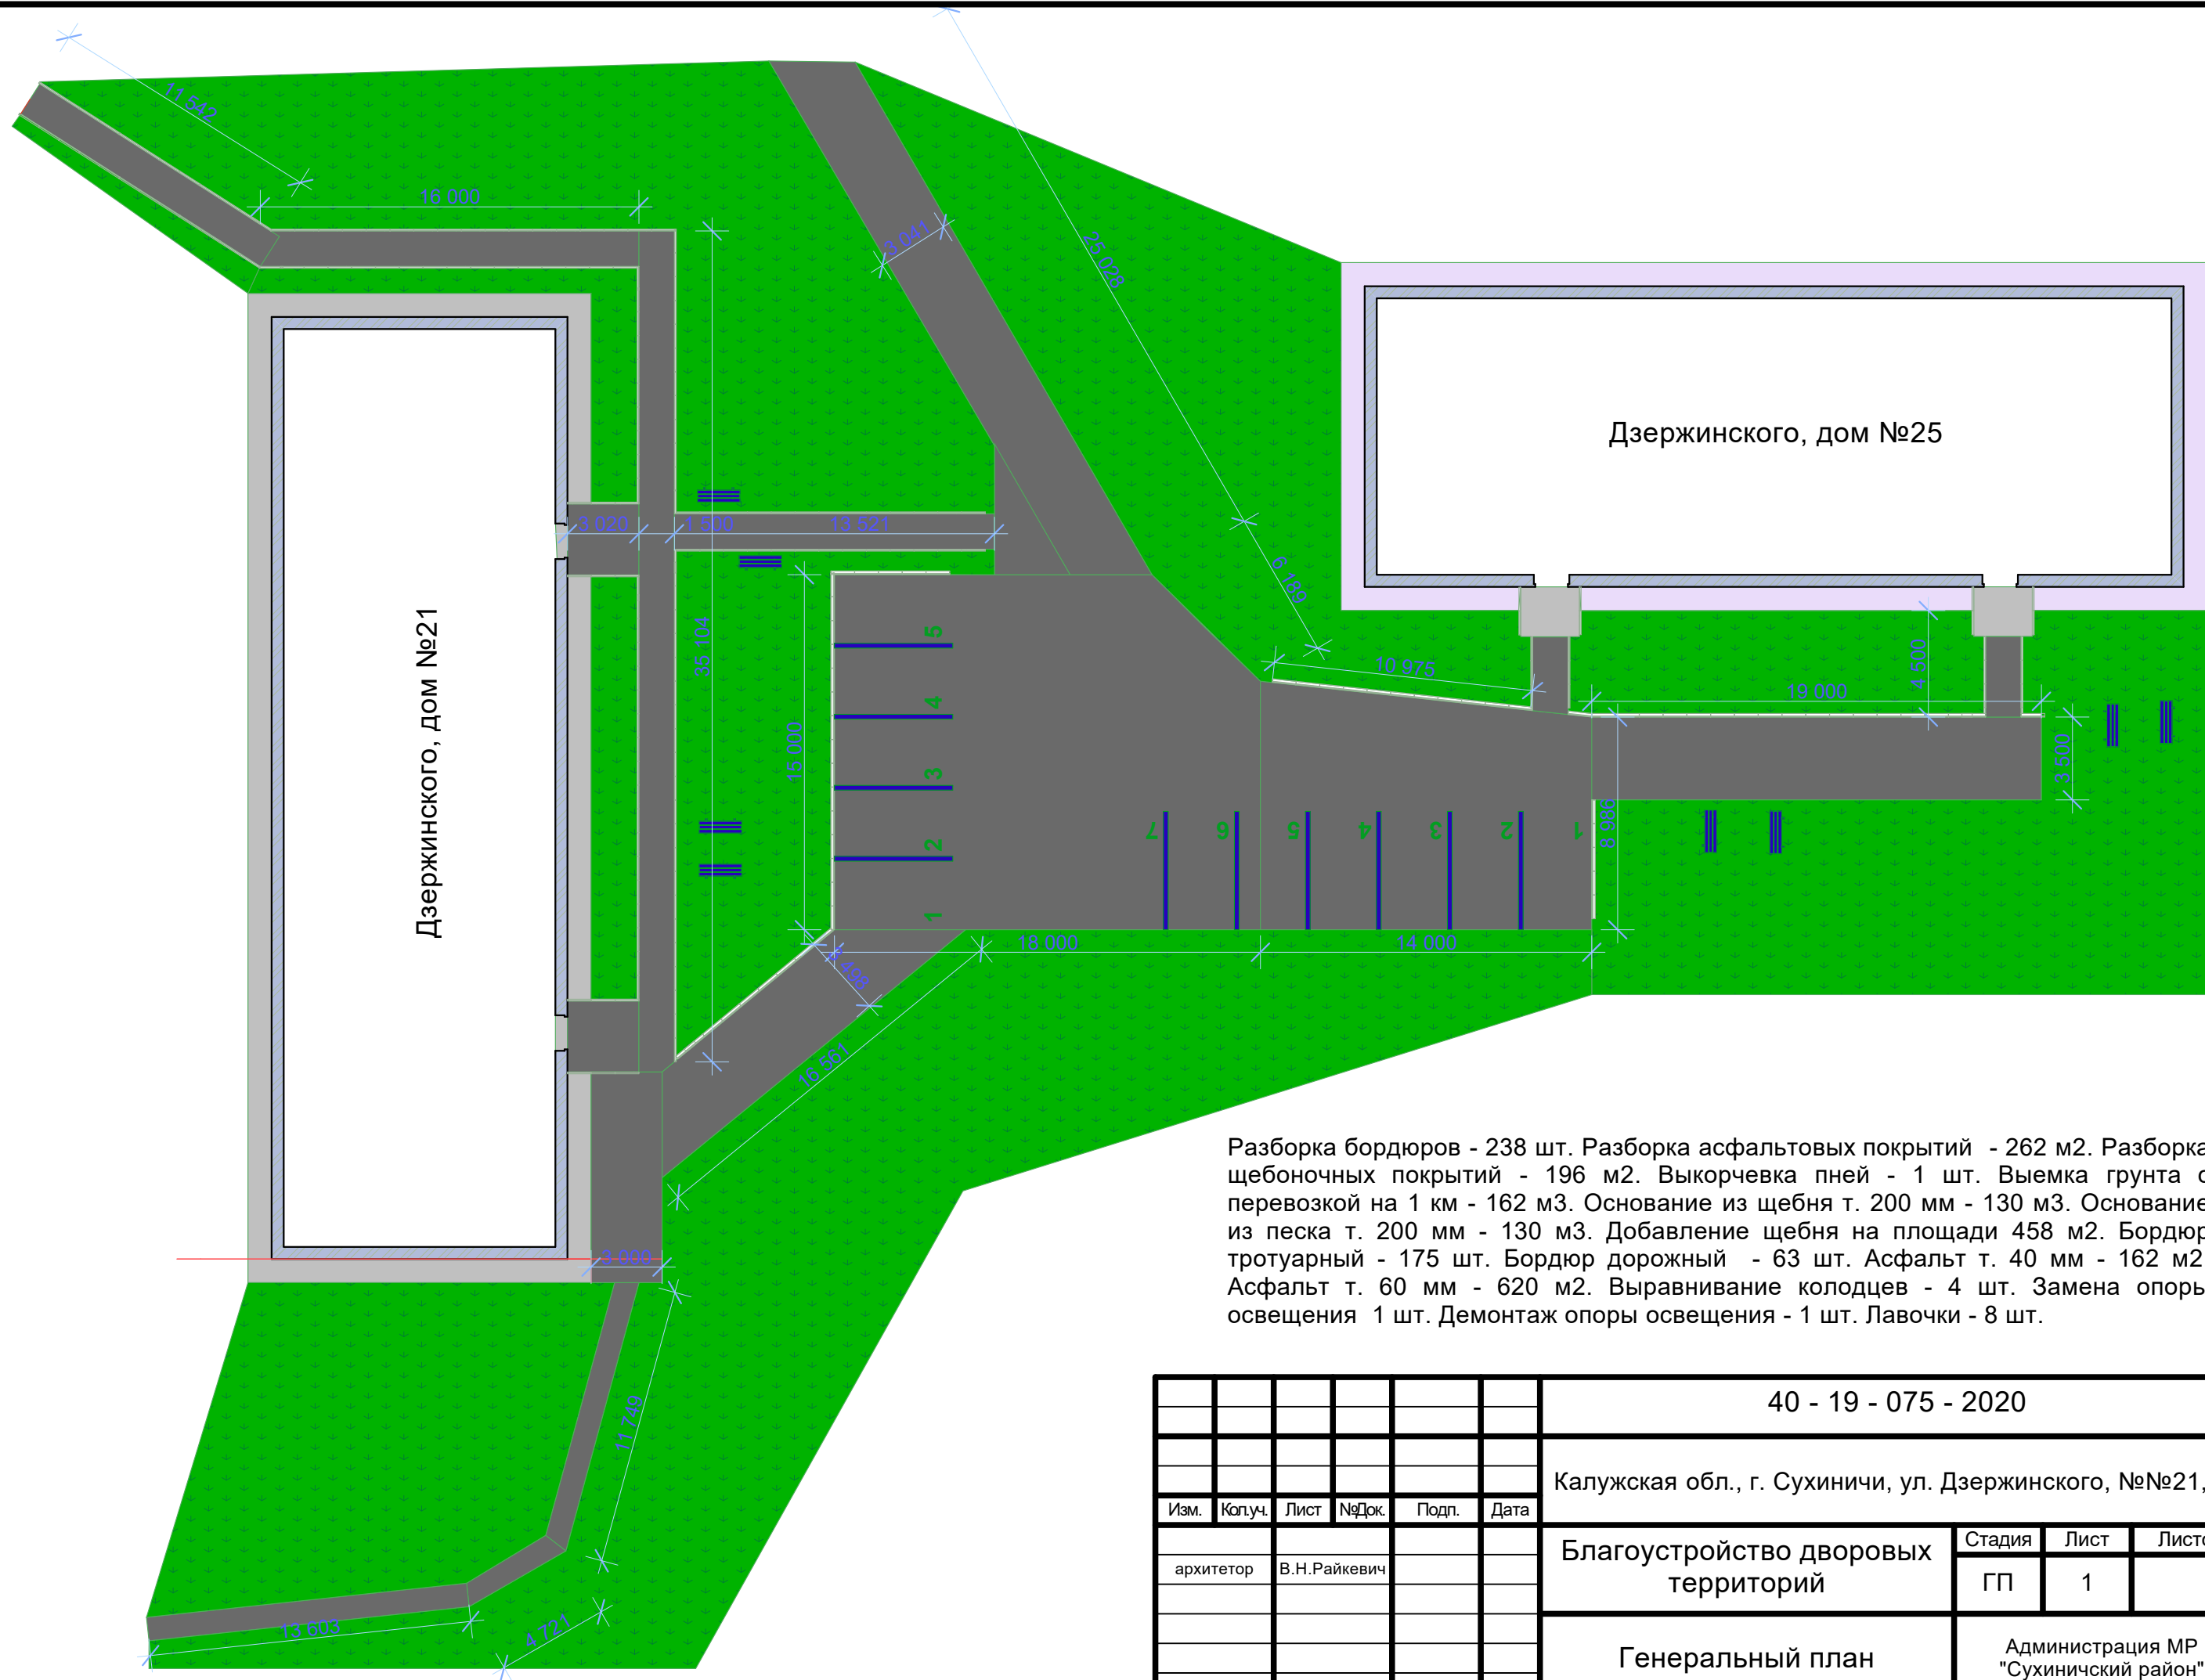 11 542
16 000
3 041
25 028
Дзержинского, дом №25
3 020
1 500
13 521
6 189
Дзержинского, дом №21
35 104
15 000
5
4
3
2
1
10 975
4 500
19 000
3 500
7
6
5
4
3
2
1
8 986
18 000
14 000
16 561
3 000
11 749
13 603
4 721
Разборка бордюров - 238 шт. Разборка асфальтовых покрытий - 262 м2. Разборка
щебоночных покрытий - 196 м2. Выкорчевка пней - 1 шт. Выемка грунта с
перевозкой на 1 км - 162 м3. Основание из щебня т. 200 мм - 130 м3. Основание
из песка т. 200 мм - 130 м3. Добавление щебня на площади 458 м2. Бордюр
тротуарный - 175 шт. Бордюр дорожный - 63 шт. Асфальт т. 40 мм - 162 м2
Асфальт т. 60 мм - 620 м2. Выравнивание колодцев - 4 шт. Замена опоры
освещения 1 шт. Демонтаж опоры освещения - 1 шт. Лавочки - 8 шт.
40 - 19 - 075 - 2020
Калужская обл., г. Сухиничи, ул. Дзержинского, №№21,
Изм. Кол.уч. Лист №Док. Подп. Дата
Благоустройство дворовых
территорий
Стадия Лист Листо
архитетор В.Н.Райкевич
ГП 1
Генеральный план
Администрация МР
"Сухиничский район"